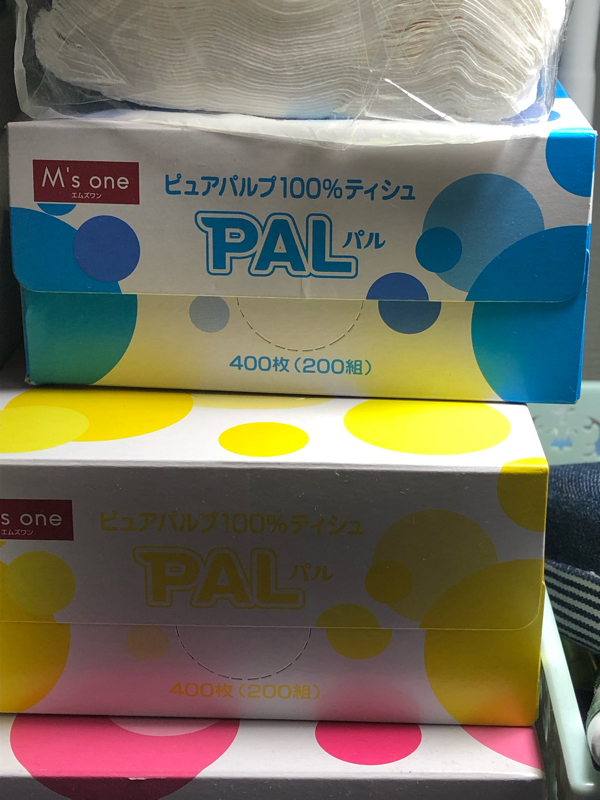 M's one
エムズワン
ピュアパルプ100%ティシュ
PAL パル
400枚(200組)
s one
エムズワン
ピュアパルプ100%ティシュ
PAL パル
400枚(200組)